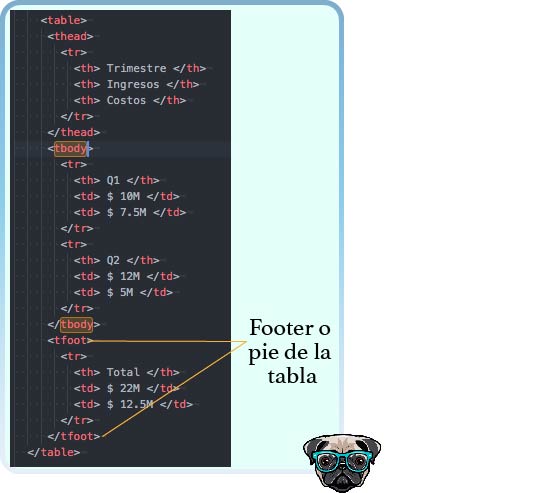 <table>
<thead>
<tr>
<th> Trimestre </th>
<th> Ingresos </th>
<th> Costos </th>
</tr>
</thead>
<tbody>
<tr>
<th> Q1 </th>
<td> $ 10M </td>
<td> $ 7.5M </td>
</tr>
<tr>
<th> Q2 </th>
<td> $ 12M </td>
<td> $ 5M </td>
</tr>
</tbody>
<tfoot>
<tr>
<th> Total </th>
<td> $ 22M </td>
<td> $ 12.5M </td>
</tr>
</tfoot>
</table>
Footer o
pie de la
tabla